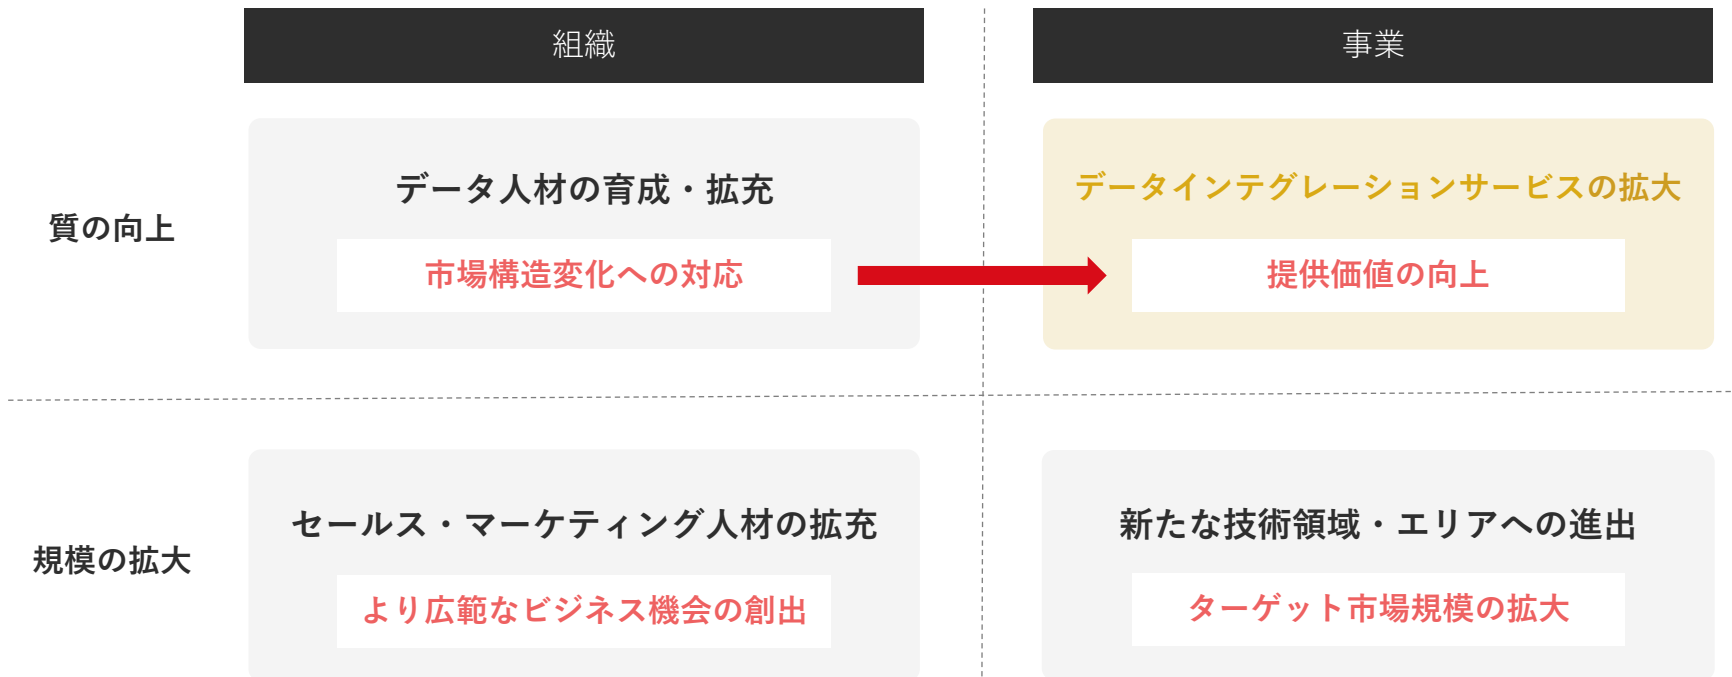 組織
事業
質の向上
データ人材の育成・拡充
市場構造変化への対応
データインテグレーションサービスの拡大
提供価値の向上
規模の拡大
セールス・マーケティング人材の拡充
より広範なビジネス機会の創出
新たな技術領域・エリアへの進出
ターゲット市場規模の拡大